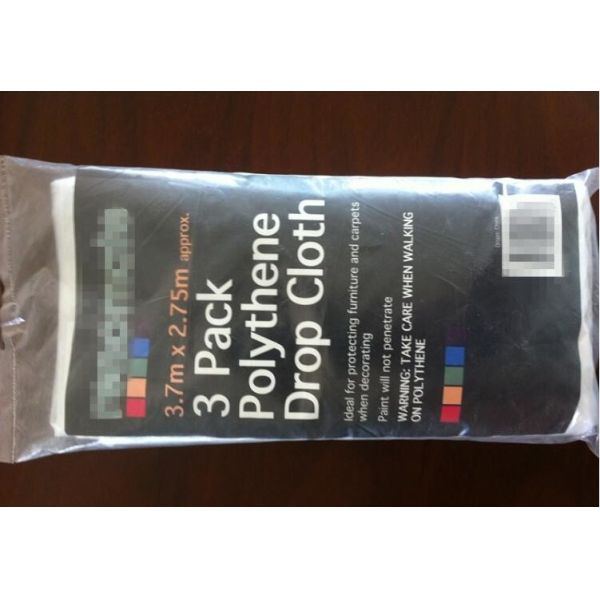 3.7m x 2.75m approx.
3 Pack
Polythene
Drop Cloth
Ideal for protecting furniture and carpets
when decorating
Paint will not penetrate
WARNING: TAKE CARE WHEN WALKING
ON POLYTHENE